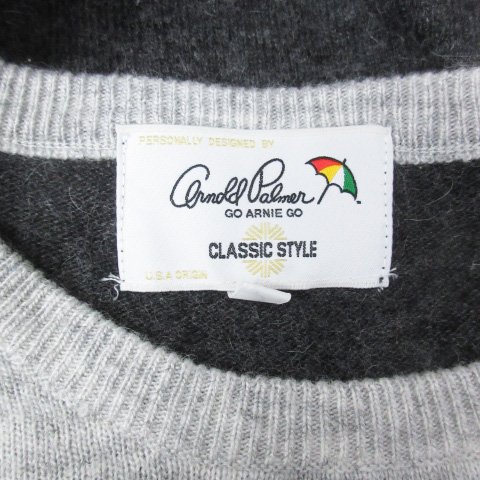 PERSONALLY DESIGNED BY
Arnold Palmer
GO ARNIE GO
CLASSIC STYLE
U.S.A ORIGIN